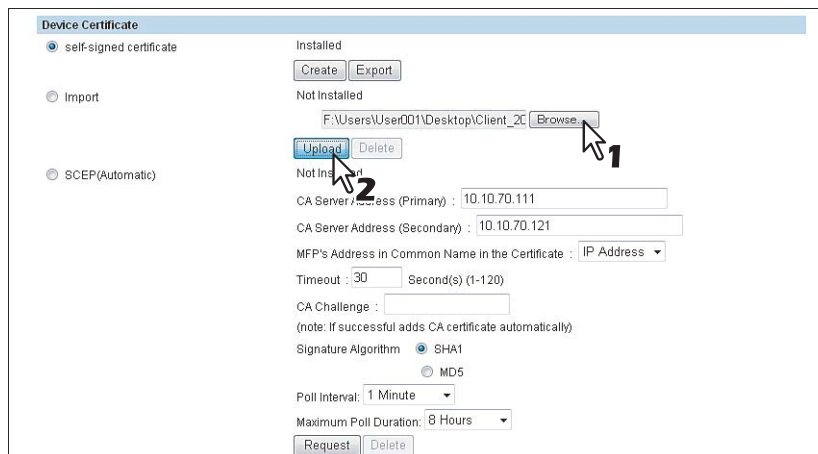 Device Certificate
self-signed certificate Installed
Create Export
Import Not Installed
F:\Users\User001\Desktop\Client_2 Browse...
1
Upload Delete
2
SCEP(Automatic) Not
CA Server Address (Primary) : 10.10.70.111
CA Server Address (Secondary) : 10.10.70.121
MFP's Address in Common Name in the Certificate : IP Address
Timeout : 30 Second(s) (1-120)
CA Challenge :
(note: If successful adds CA certificate automatically)
Signature Algorithm SHA1
MD5
Poll Interval: 1 Minute
Maximum Poll Duration: 8 Hours
Request Delete